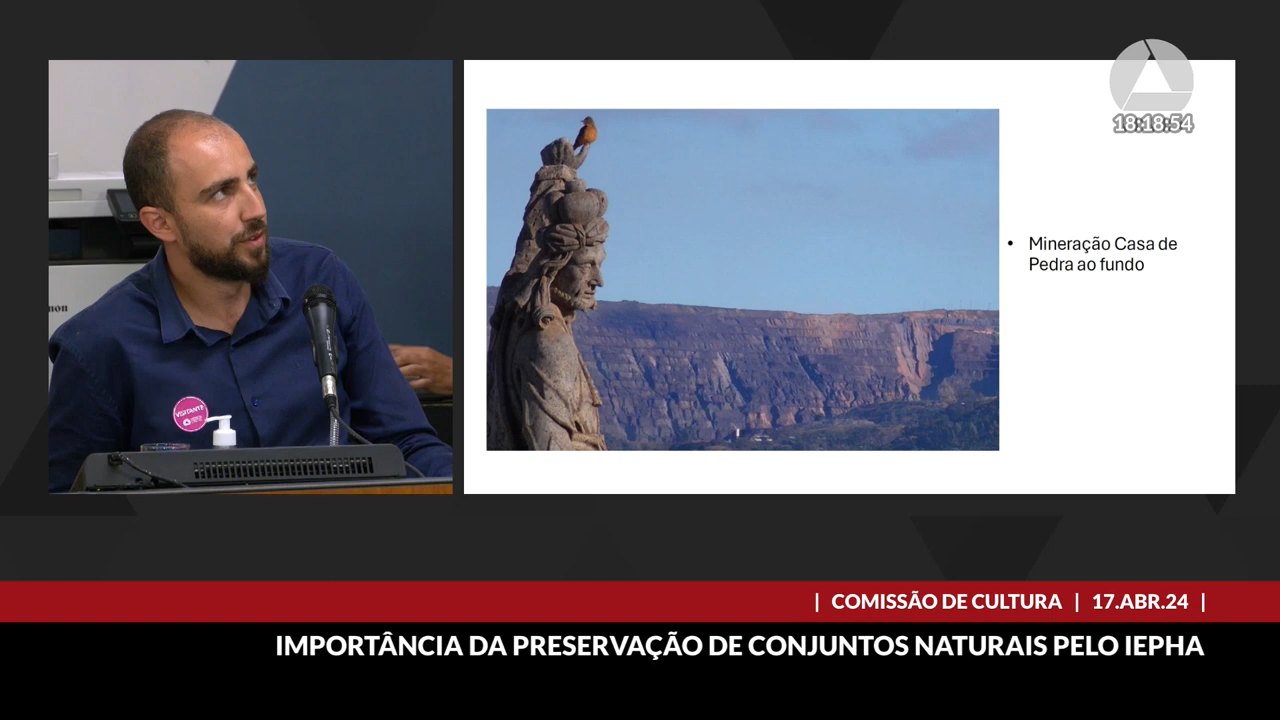 18:18:54
• Mineração Casa de
Pedra ao fundo
VISITANTE
| COMISSÃO DE CULTURA | 17.ABR.24 |
IMPORTÂNCIA DA PRESERVAÇÃO DE CONJUNTOS NATURAIS PELO IEPHA